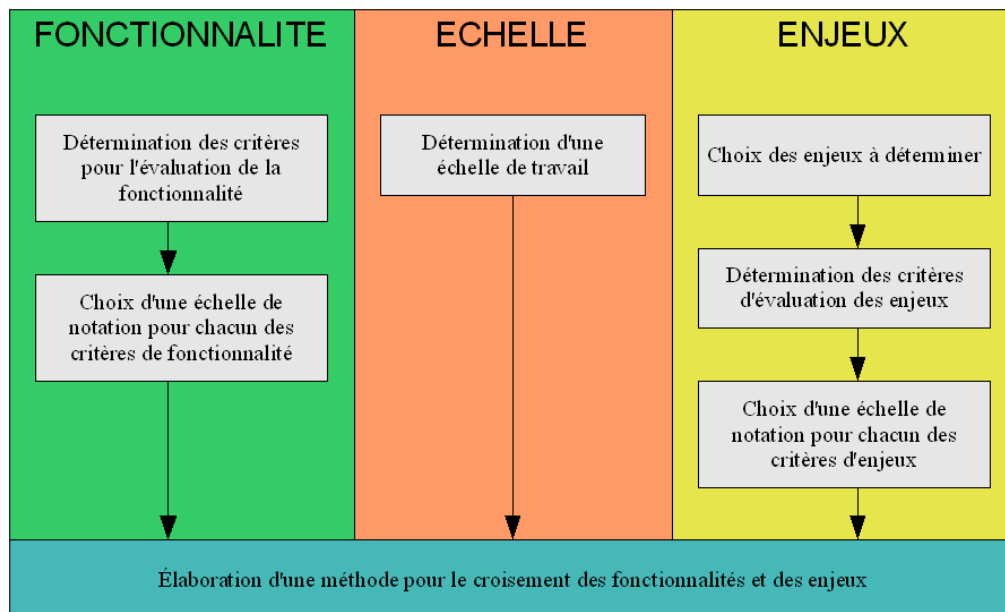 FONCTIONNALITE
Détermination des critères
pour l'évaluation de la
fonctionnalité
Choix d'une échelle de
notation pour chacun des
critères de fonctionnalité
ECHELLE
Détermination d'une
échelle de travail
ENJEUX
Choix des enjeux à déterminer
Détermination des critères
d'évaluation des enjeux
Choix d'une échelle de
notation pour chacun des
critères d'enjeux
Élaboration d'une méthode pour le croisement des fonctionnalités et des enjeux